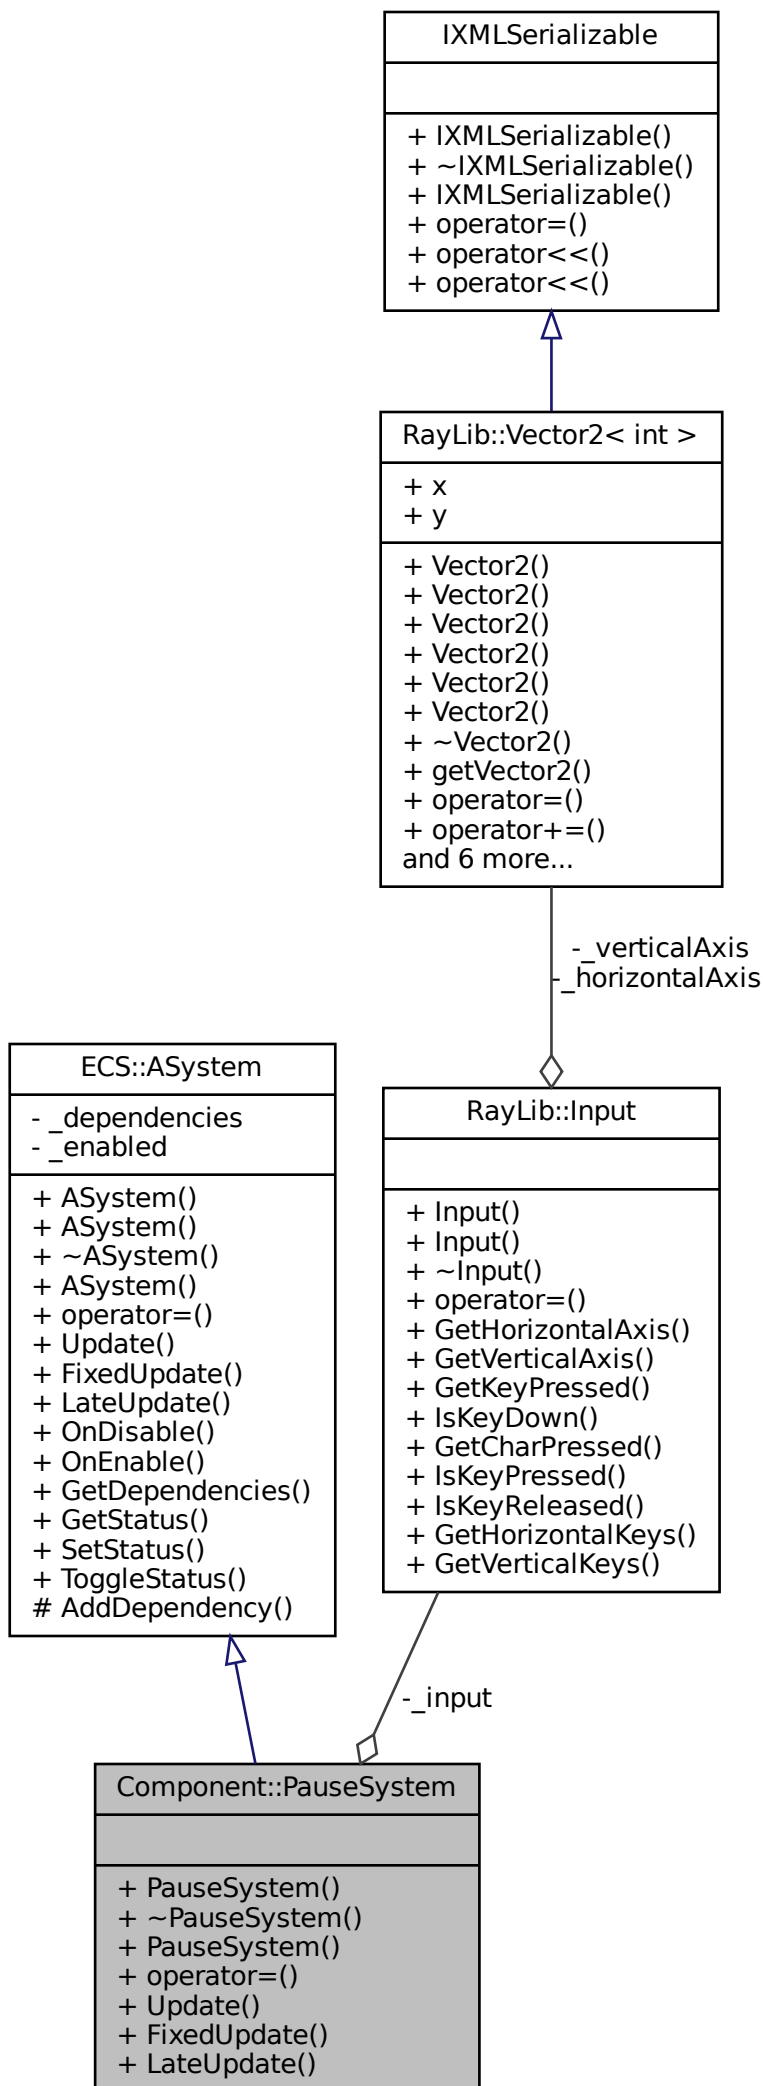 IXMLSerializable
+ IXMLSerializable()
+ ~IXMLSerializable()
+ IXMLSerializable()
+ operator=()
+ operator<<()
+ operator<<()
RayLib::Vector2< int >
+ x
+ y
+ Vector2()
+ Vector2()
+ Vector2()
+ Vector2()
+ Vector2()
+ Vector2()
+ ~Vector2()
+ getVector2()
+ operator=()
+ operator+=()
and 6 more...
-_verticalAxis
-_horizontalAxis
ECS::ASystem
- _dependencies
- _enabled
+ ASystem()
+ ASystem()
+ ~ASystem()
+ ASystem()
+ operator=()
+ Update()
+ FixedUpdate()
+ LateUpdate()
+ OnDisable()
+ OnEnable()
+ GetDependencies()
+ GetStatus()
+ SetStatus()
+ ToggleStatus()
# AddDependency()
RayLib::Input
+ Input()
+ Input()
+ ~Input()
+ operator=()
+ GetHorizontalAxis()
+ GetVerticalAxis()
+ GetKeyPressed()
+ IsKeyDown()
+ GetCharPressed()
+ IsKeyPressed()
+ IsKeyReleased()
+ GetHorizontalKeys()
+ GetVerticalKeys()
-_input
Component::PauseSystem
+ PauseSystem()
+ ~PauseSystem()
+ PauseSystem()
+ operator=()
+ Update()
+ FixedUpdate()
+ LateUpdate()